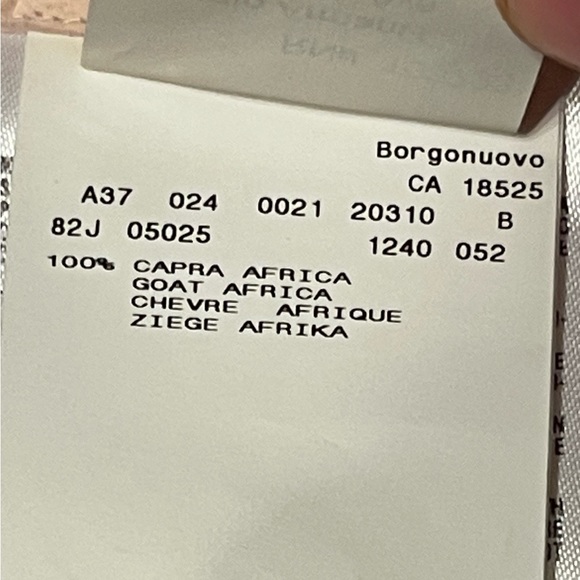 Borgonuovo
CA 18525
A37 024 0021 20310 B
82J 05025 1240 052
100% CAPRA AFRICA
GOAT AFRICA
CHEVRE AFRIQUE
ZIEGE AFRIKA